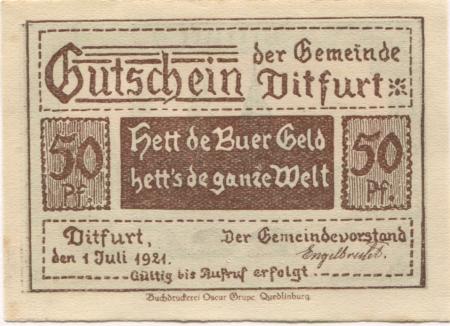 Gutschein der Gemeinde
Ditfurt
50 Pf.
Hett de Buer Geld
hett's de ganze Welt
50 Pf.
Ditfurt,
den 1 Juli 1921.
Der Gemeindevorstand
Engelbrecht.
Gültig bis Aufruf erfolgt
Buchdruckerei Oscar Grupe, Quedlinburg